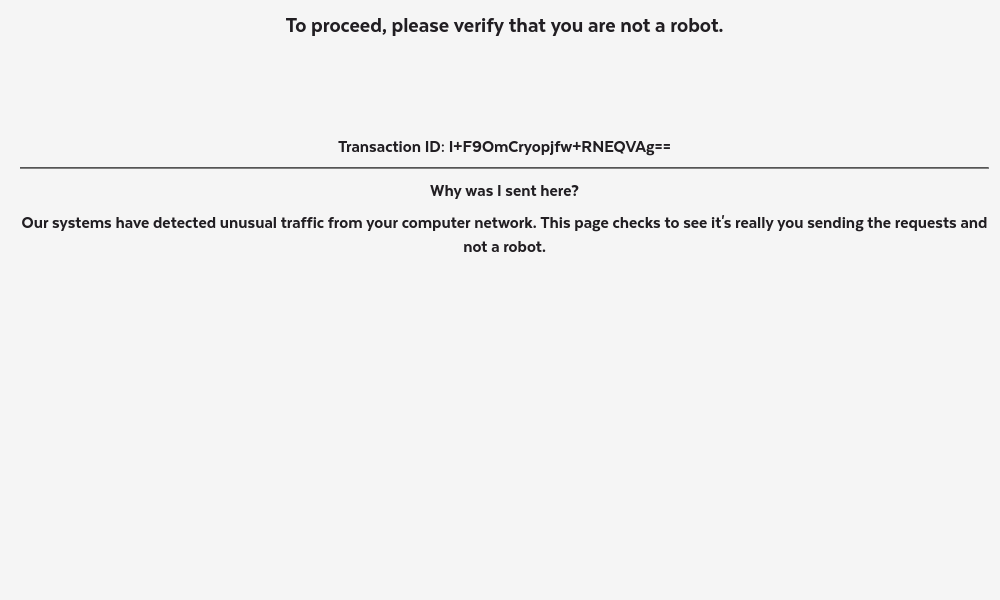 To proceed, please verify that you are not a robot.
Transaction ID: I+F9OmCryopjfw+RNEQVAg==
Why was I sent here?
Our systems have detected unusual traffic from your computer network. This page checks to see it's really you sending the requests and
not a robot.